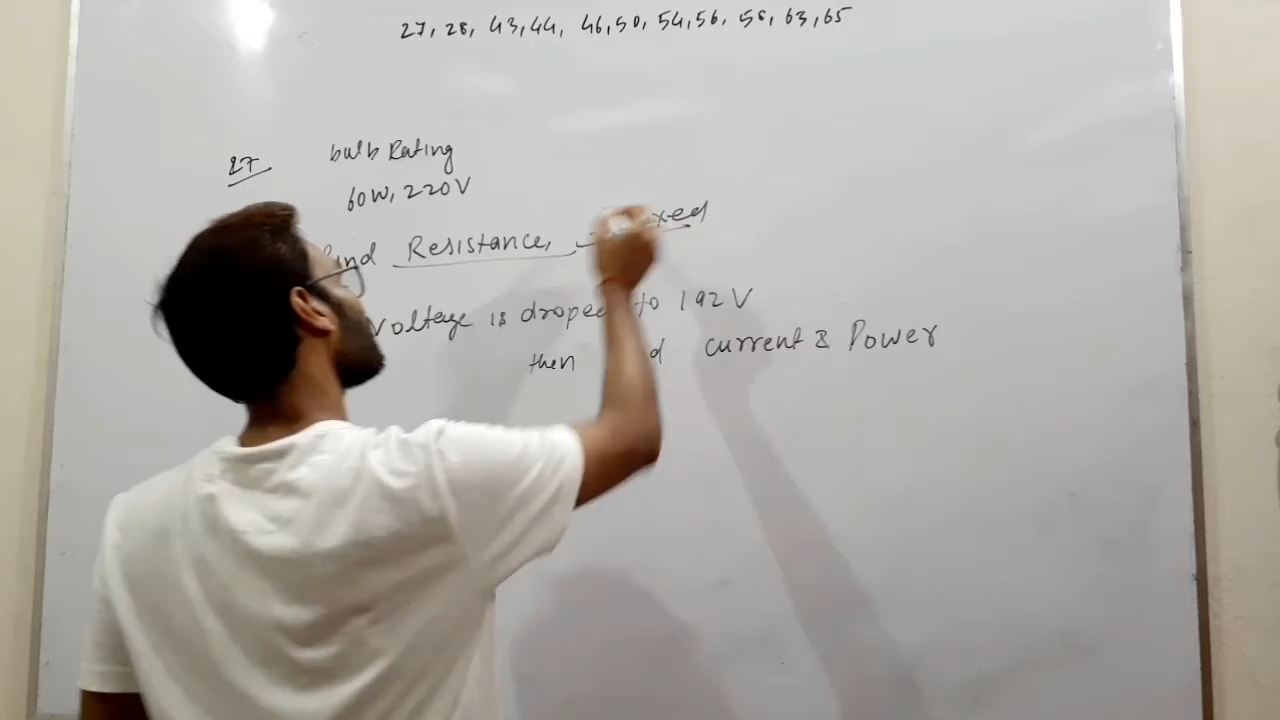 27, 28, 43,44, 46,50, 54,56, 58, 63,65
27
bulb Rating
60W, 220V
find Resistance,
voltage is droped to 192V
then current & Power